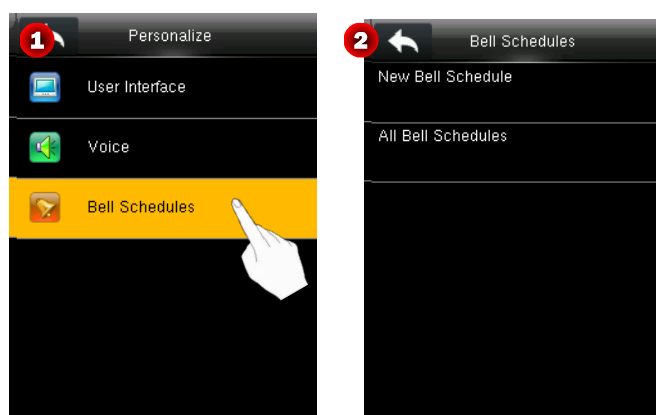 1
Personalize
User Interface
Voice
Bell Schedules
2
Bell Schedules
New Bell Schedule
All Bell Schedules